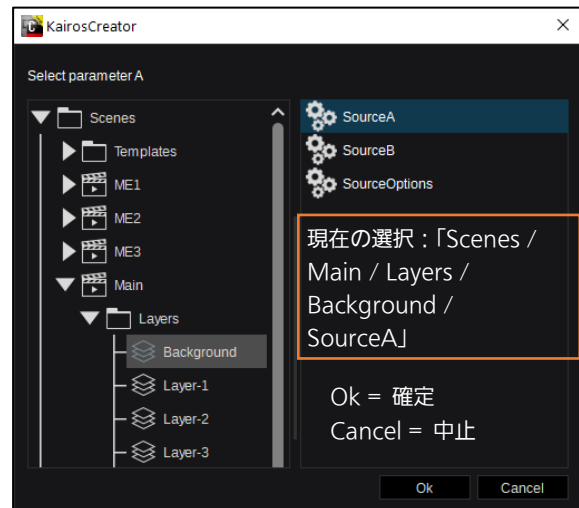 KairosCreator
Select parameter A
Scenes
Templates
ME1
ME2
ME3
Main
Layers
Background
Layer-1
Layer-2
Layer-3
SourceA
SourceB
SourceOptions
現在の選択：「Scenes /
Main / Layers /
Background /
SourceA」
Ok = 確定
Cancel = 中止
Ok
Cancel